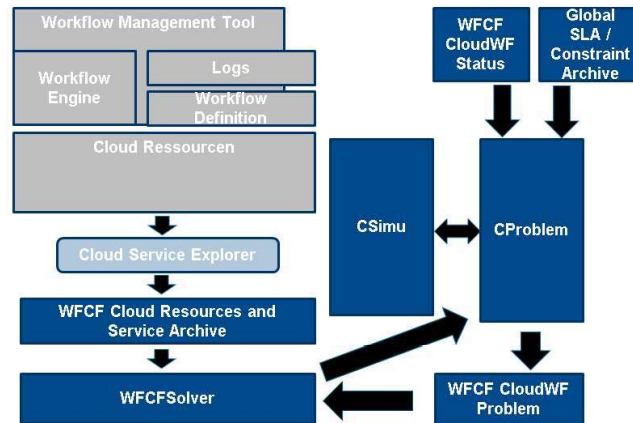 Workflow Management Tool
Workflow
Engine
Logs
Workflow
Definition
Cloud Ressourcen
Cloud Service Explorer
WFCF Cloud Resources and
Service Archive
WFCFSolver
WFCF
CloudWF
Status
Global
SLA /
Constraint
Archive
CSimu
CProblem
WFCF CloudWF
Problem